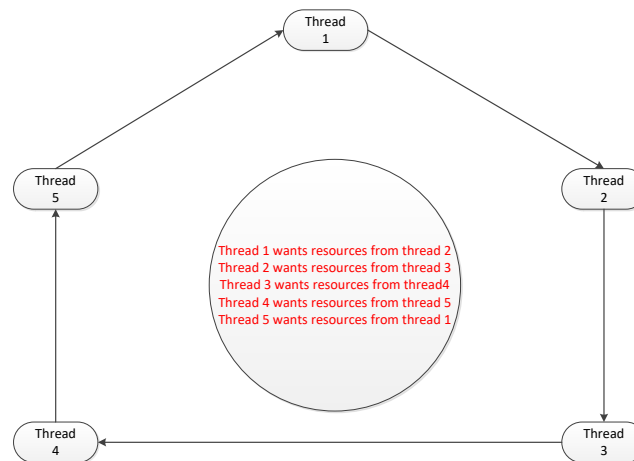 Thread
1
Thread
5
Thread
2
Thread 1 wants resources from thread 2
Thread 2 wants resources from thread 3
Thread 3 wants resources from thread4
Thread 4 wants resources from thread 5
Thread 5 wants resources from thread 1
Thread
4
Thread
3